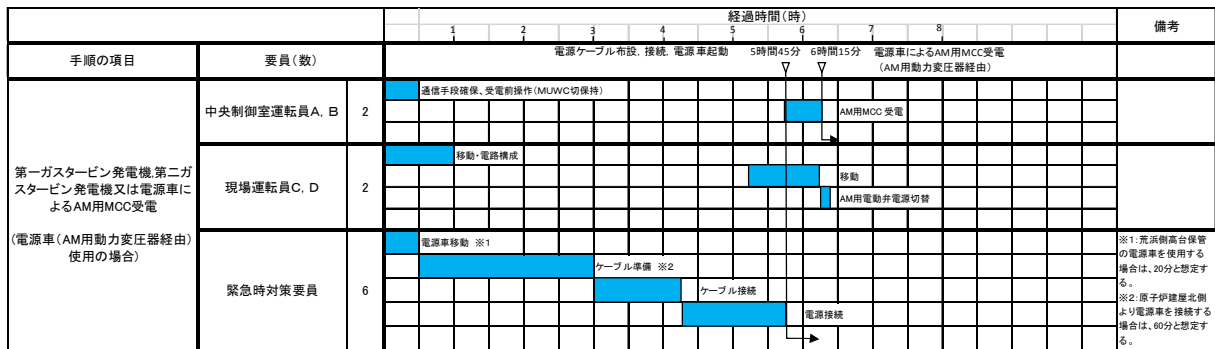 経過時間(時)
備考
1 2 3 4 5 6 7 8
手順の項目
要員(数)
電源ケーブル布設、接続、電源車起動 5時間45分 6時間15分 電源車によるAM用MCC受電
(AM用動力変圧器経由)
通信手段確保、受電前操作(MUWC切保持)
中央制御室運転員A, B 2
AM用MCC 受電
移動・電路構成
第一ガスタービン発電機,第二ガ
スタービン発電機又は電源車に
よるAM用MCC受電
(電源車(AM用動力変圧器経由)
使用の場合)
現場運転員C, D 2
移動
AM用電動弁電源切替
電源車移動 ※1
ケーブル準備 ※2
緊急時対策要員 6
ケーブル接続
電源接続
※1:荒浜側高台保管
の電源車を使用する
場合は、20分と想定す
る。
※2:原子炉建屋北側
より電源車を接続する
場合は、60分と想定す
る。